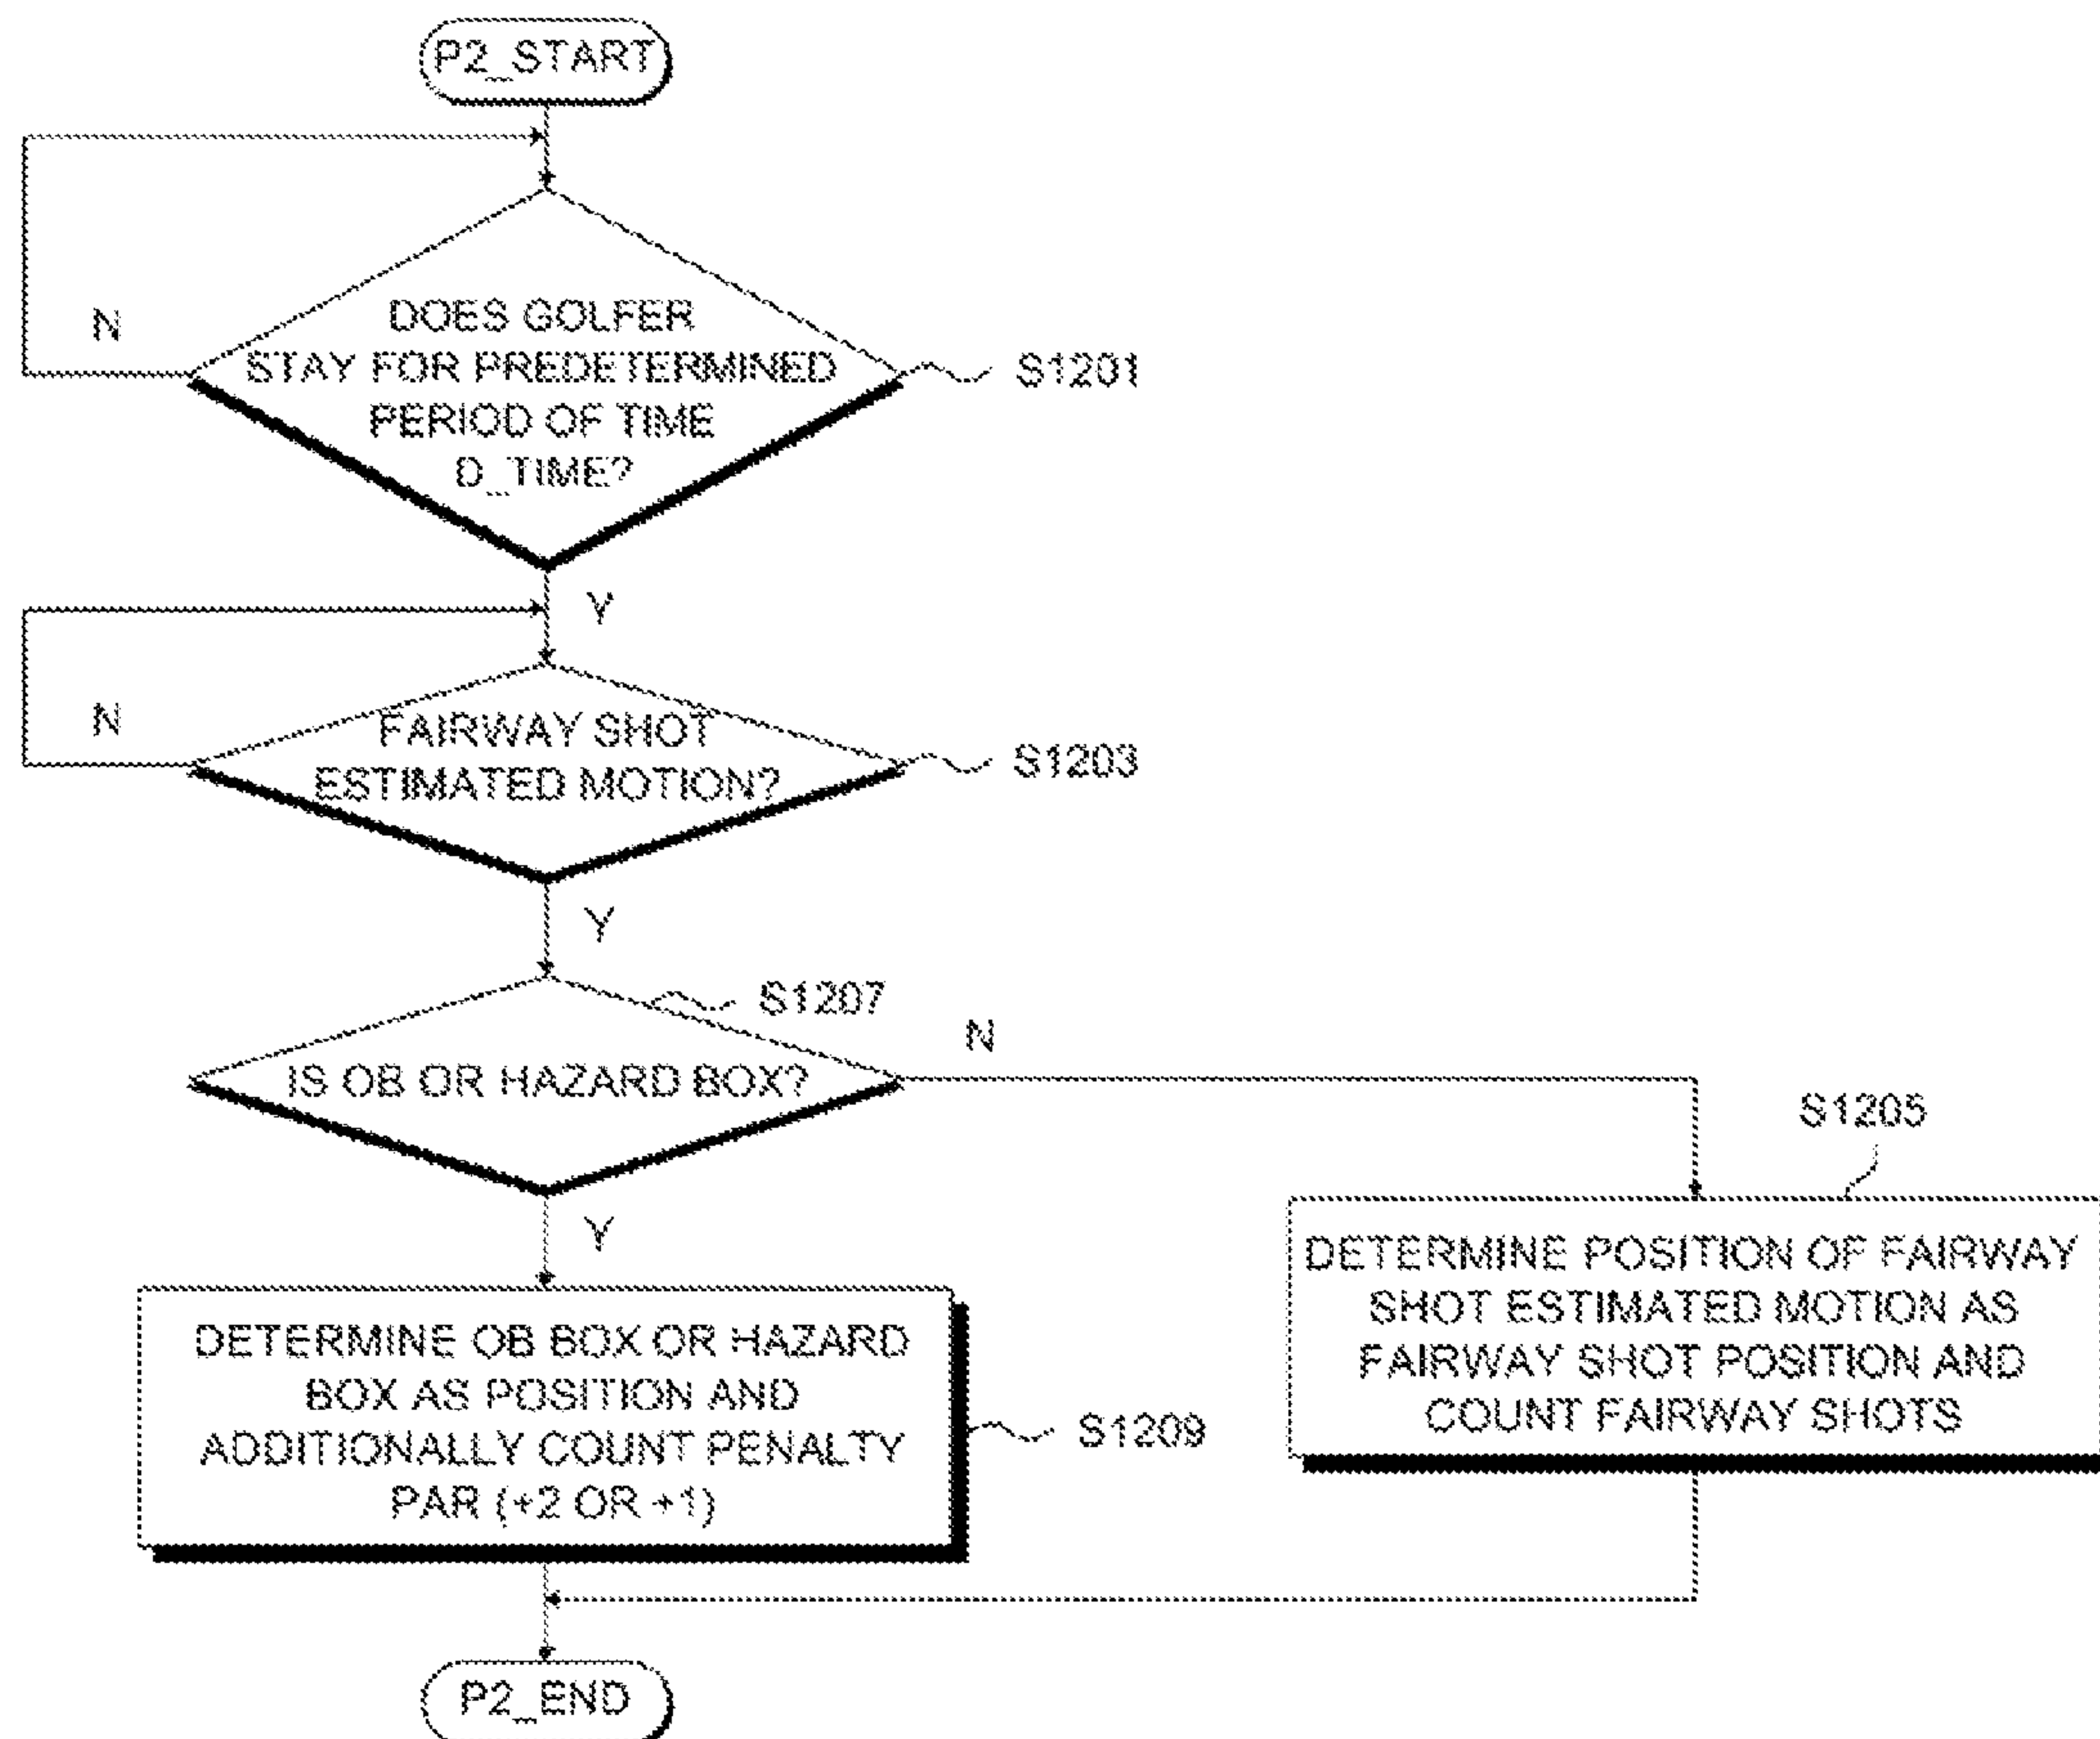 P2_START
N
DOES GOLFER
STAY FOR PREDETERMINED
PERIOD OF TIME
D_TIME?
S1201
Y
N
FAIRWAY SHOT
ESTIMATED MOTION?
S1203
Y
S1207
N
IS OB OR HAZARD BOX?
S1205
Y
DETERMINE POSITION OF FAIRWAY
SHOT ESTIMATED MOTION AS
FAIRWAY SHOT POSITION AND
COUNT FAIRWAY SHOTS
DETERMINE OB BOX OR HAZARD
BOX AS POSITION AND
ADDITIONALLY COUNT PENALTY
PAR (+2 OR +1)
S1209
P2_END